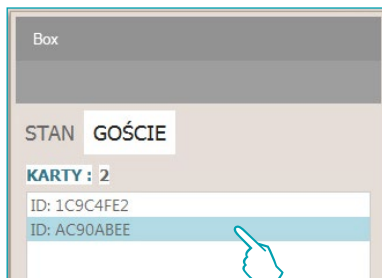 Box
STAN GOŚCIE
KARTY : 2
ID: 1C9C4FE2
ID: AC90ABEE